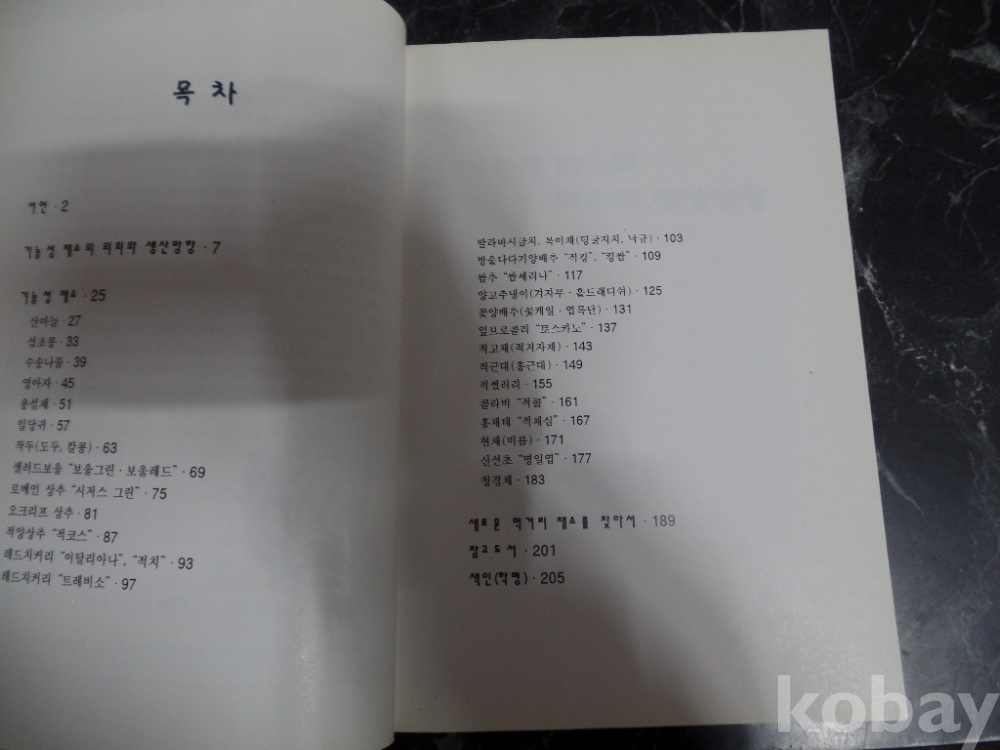 목 차
서언 · 2
기능성 채소의 의의와 생산방향 · 7
기능성 채소 · 25
산마늘 · 27
섬초롱 · 33
수송나물 · 39
영아자 · 45
용설채 · 51
일당귀 · 57
작두(도두, 칼콩) · 63
샐러드보울 “보울그린 · 보울레드” · 69
로메인 상추 “시저스 그린” · 75
오크리프 상추 · 81
적앙상추 “적코스” · 87
레드치커리 “이탈리아나”, “적치” · 93
레드치커리 “트레비소” · 97
말라바시금치, 목이채(덩굴자지, 낙규) · 103
방울다다기양배추 “적킹”, “킹쌈” · 109
쌈추 “쌈세리나” · 117
양고추냉이(겨자무 · 홀드래디쉬) · 125
꽃양배추(꽃케일 · 엽목단) · 131
잎브로콜리 “토스카노” · 137
적고채(적겨자채) · 143
적근대(홍근대) · 149
적셀러리 · 155
콜라비 “적콜” · 161
홍채태 “적채심” · 167
현채(비름) · 171
신선초 “명일엽” · 177
청경채 · 183
새로운 먹거리 채소를 찾아서 · 189
참고도서 · 201
색인(학명) · 205
kobay